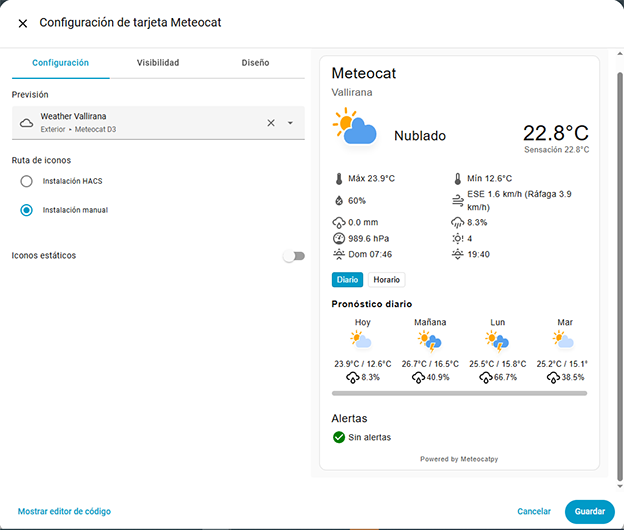 Configuración de tarjeta Meteocat
Configuración Visibilidad Diseño
Previsión
Weather Vallirana
Exterior • Meteocat D3
Ruta de iconos
Instalación HACS
Instalación manual
Iconos estáticos
Meteocat
Vallirana
Nublado
22.8°C
Sensación 22.8°C
Máx 23.9°C Mín 12.6°C
60% ESE 1.6 km/h (Ráfaga 3.9
km/h)
0.0 mm 8.3%
989.6 hPa 4
Dom 07:46 19:40
Diario Horario
Pronóstico diario
Hoy Mañana Lun Mar
23.9°C / 12.6°C 26.7°C / 16.5°C 25.5°C / 15.8°C 25.2°C / 15.1°
8.3% 40.9% 66.7% 38.5%
Alertas
Sin alertas
Powered by Meteocatpy
Mostrar editor de código Cancelar Guardar